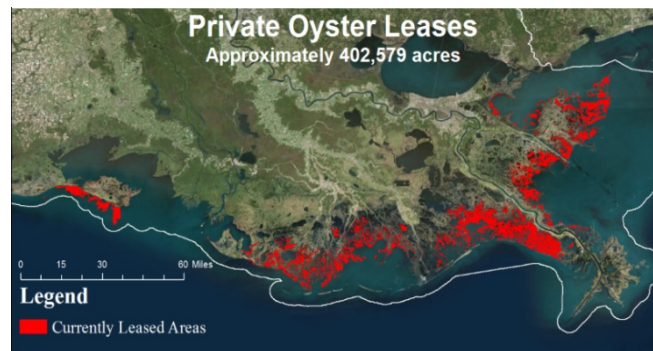 Private Oyster Leases
Approximately 402,579 acres
0 15 30 60 Miles
Legend
Currently Leased Areas